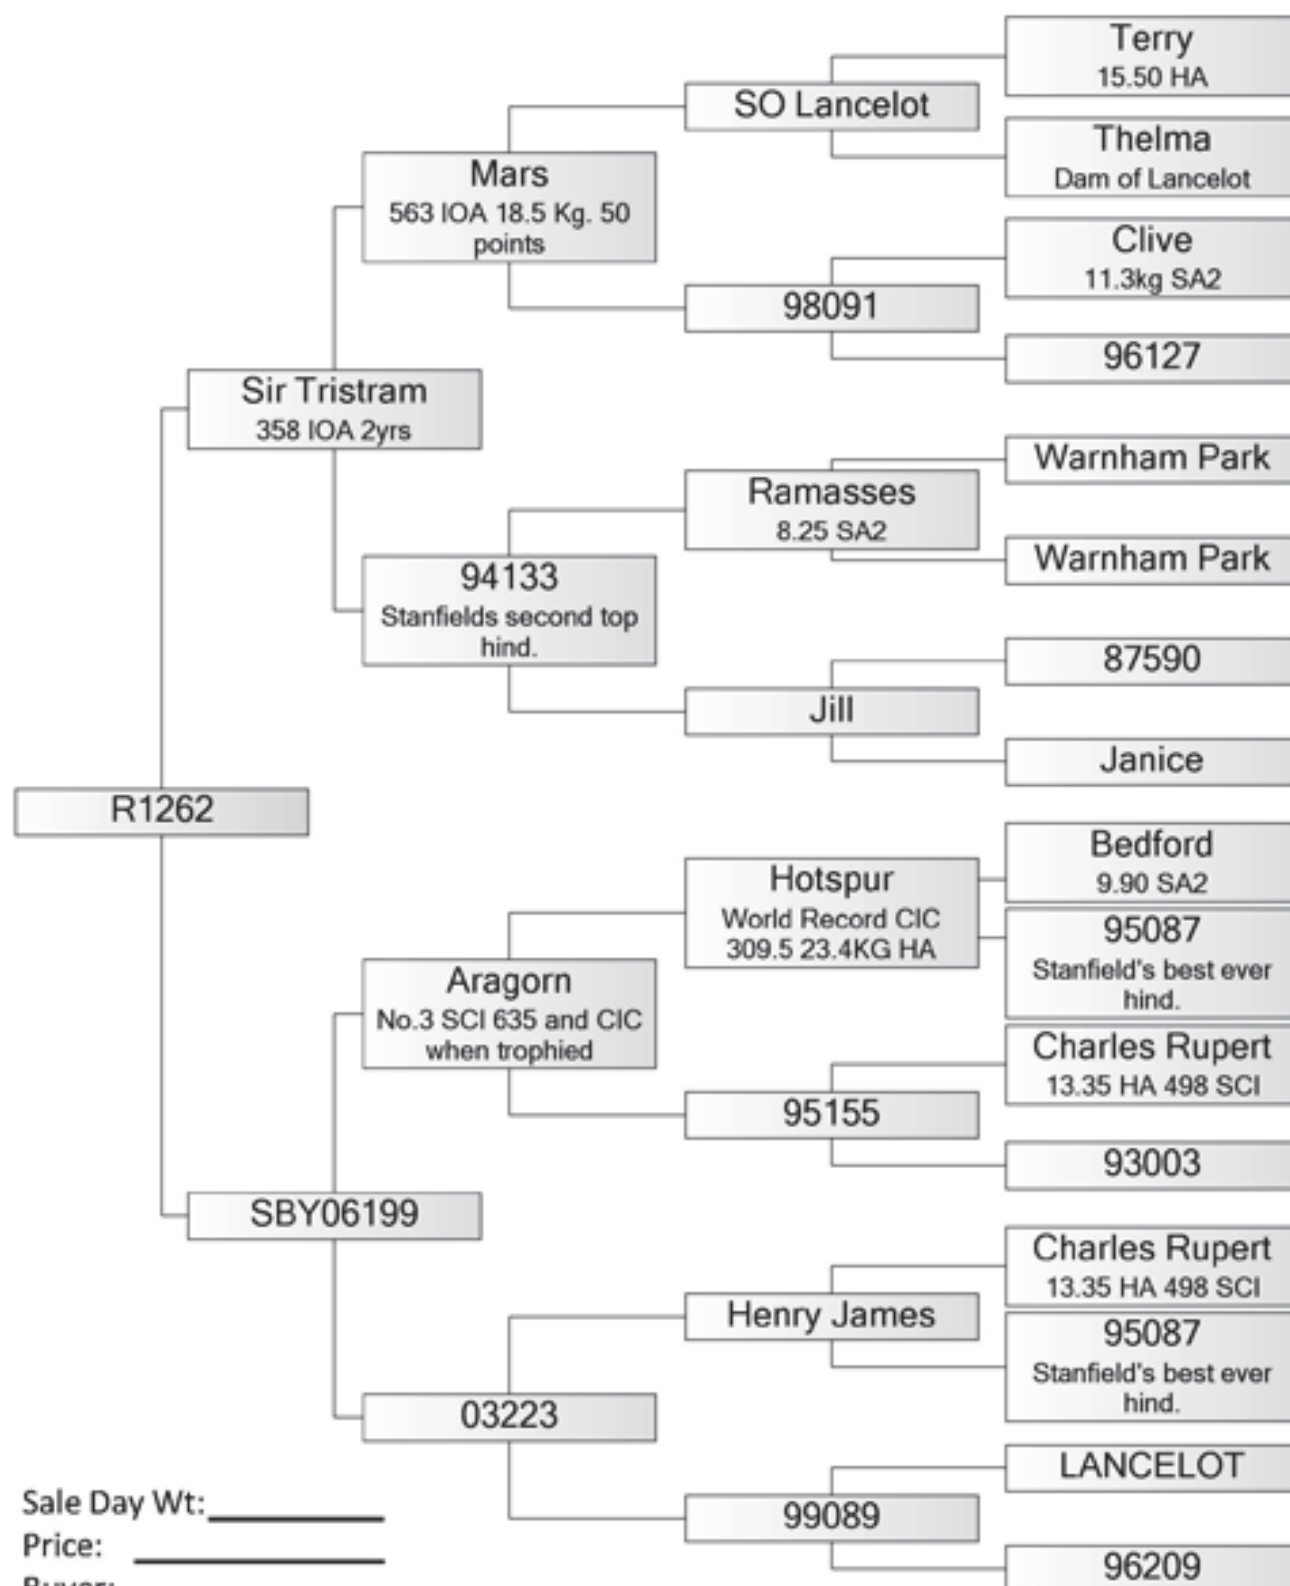 Terry
15.50 HA
SO Lancelot
Thelma
Dam of Lancelot
Mars
563 IOA 18.5 Kg. 50
points
Clive
11.3kg SA2
98091
96127
Sir Tristram
358 IOA 2yrs
Warnham Park
Ramasses
8.25 SA2
Warnham Park
94133
Stanfields second top
hind.
87590
Jill
Janice
R1262
Bedford
9.90 SA2
Hotspur
World Record CIC
309.5 23.4KG HA
95087
Stanfield's best ever
hind.
Aragorn
No.3 SCI 635 and CIC
when trophied
Charles Rupert
13.35 HA 498 SCI
95155
93003
SBY06199
Charles Rupert
13.35 HA 498 SCI
Henry James
95087
Stanfield's best ever
hind.
03223
LANCELOT
99089
96209
Sale Day Wt:
Price:
Buyer: